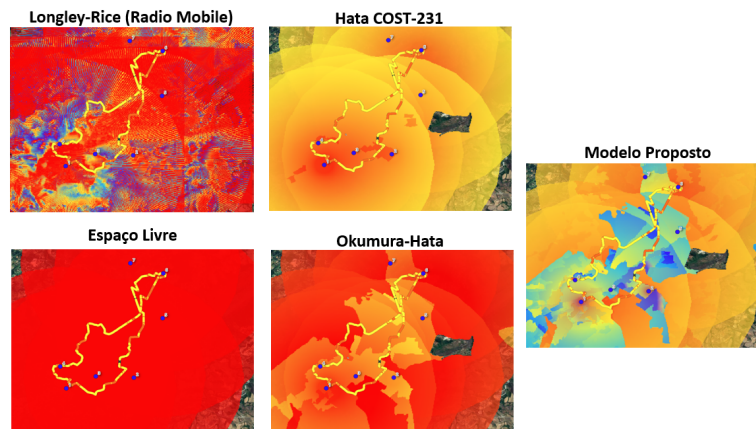 Longley-Rice (Radio Mobile)
Hata COST-231
Modelo Proposto
Espaço Livre
Okumura-Hata